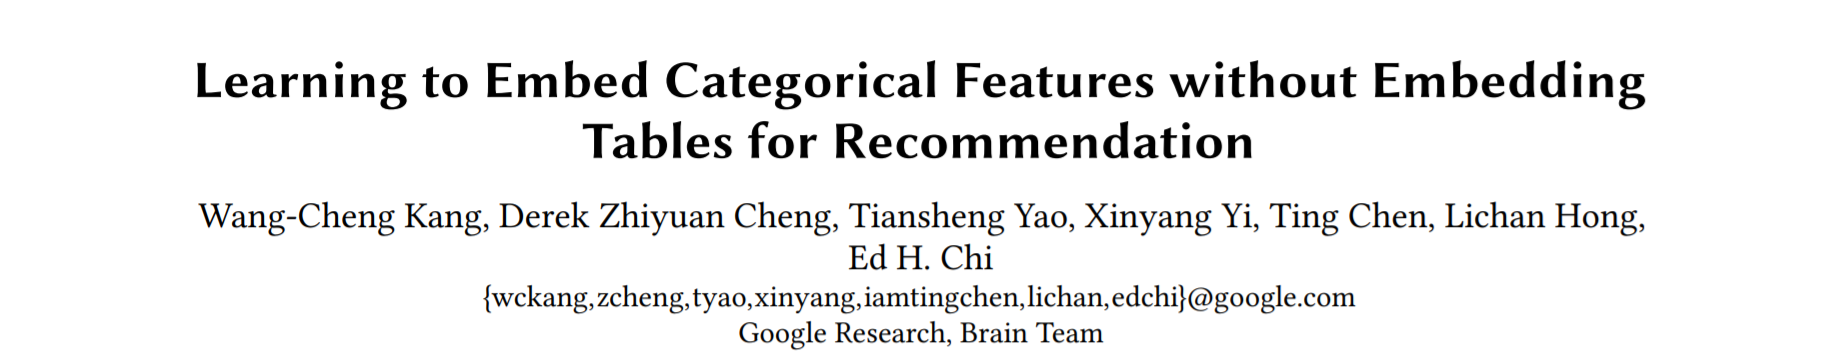 Learning to Embed Categorical Features without Embedding
Tables for Recommendation
Wang-Cheng Kang, Derek Zhiyuan Cheng, Tiansheng Yao, Xinyang Yi, Ting Chen, Lichan Hong,
Ed H. Chi
{wckang,zcheng,tyao,xinyang,iamtingchen,lichan,edchi}@google.com
Google Research, Brain Team